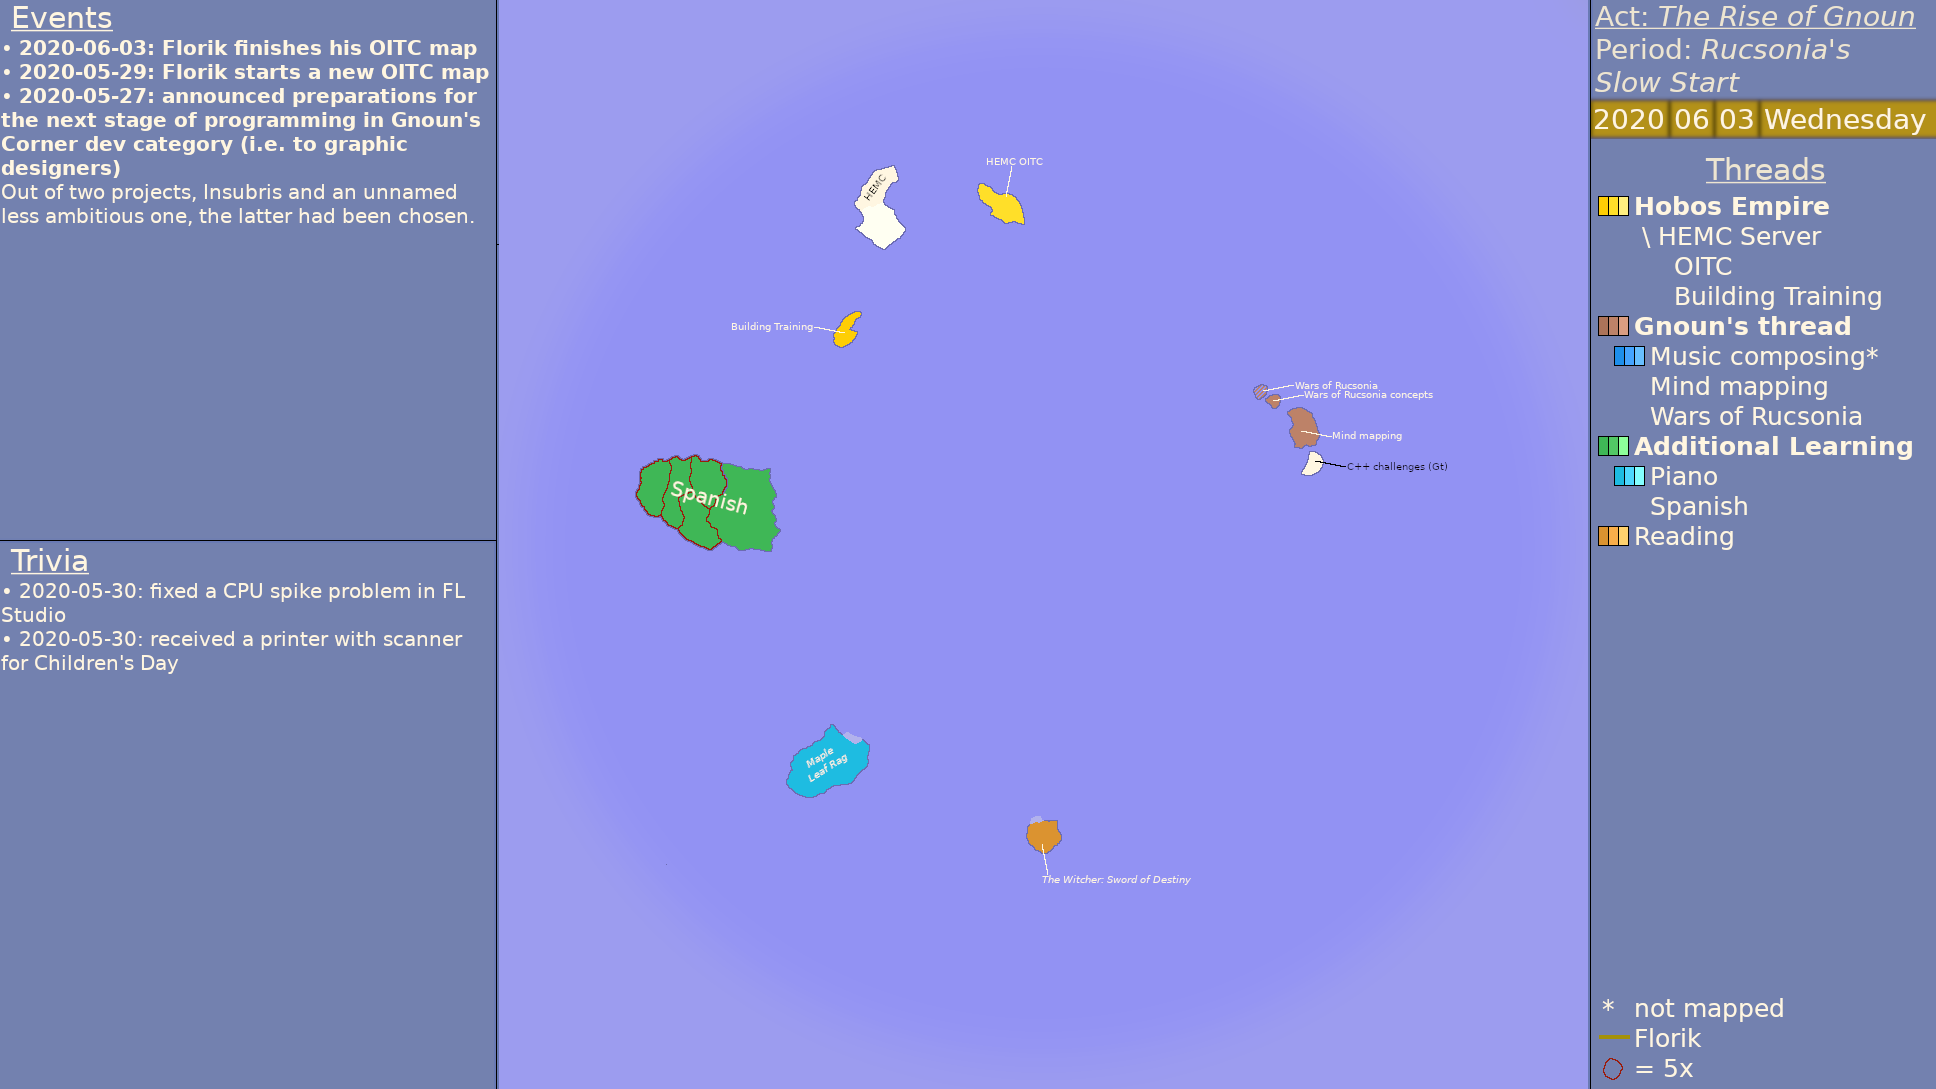 Events
• 2020-06-03: Florik finishes his OITC map
• 2020-05-29: Florik starts a new OITC map
• 2020-05-27: announced preparations for
the next stage of programming in Gnoun's
Corner dev category (i.e. to graphic
designers)
Out of two projects, Insubris and an unnamed
less ambitious one, the latter had been chosen.
Trivia
• 2020-05-30: fixed a CPU spike problem in FL
Studio
• 2020-05-30: received a printer with scanner
for Children's Day
HEMC
HEMC OITC
Building Training
Wars of Rucsonia
Wars of Rucsonia concepts
Mind mapping
C++ challenges (Gt)
Spanish
Maple
Leaf Rag
The Witcher: Sword of Destiny
Act: The Rise of Gnoun
Period: Rucsonia's
Slow Start
2020 06 03 Wednesday
Threads
Hobos Empire
\ HEMC Server
OITC
Building Training
Gnoun's thread
Music composing*
Mind mapping
Wars of Rucsonia
Additional Learning
Piano
Spanish
Reading
* not mapped
Florik
= 5x